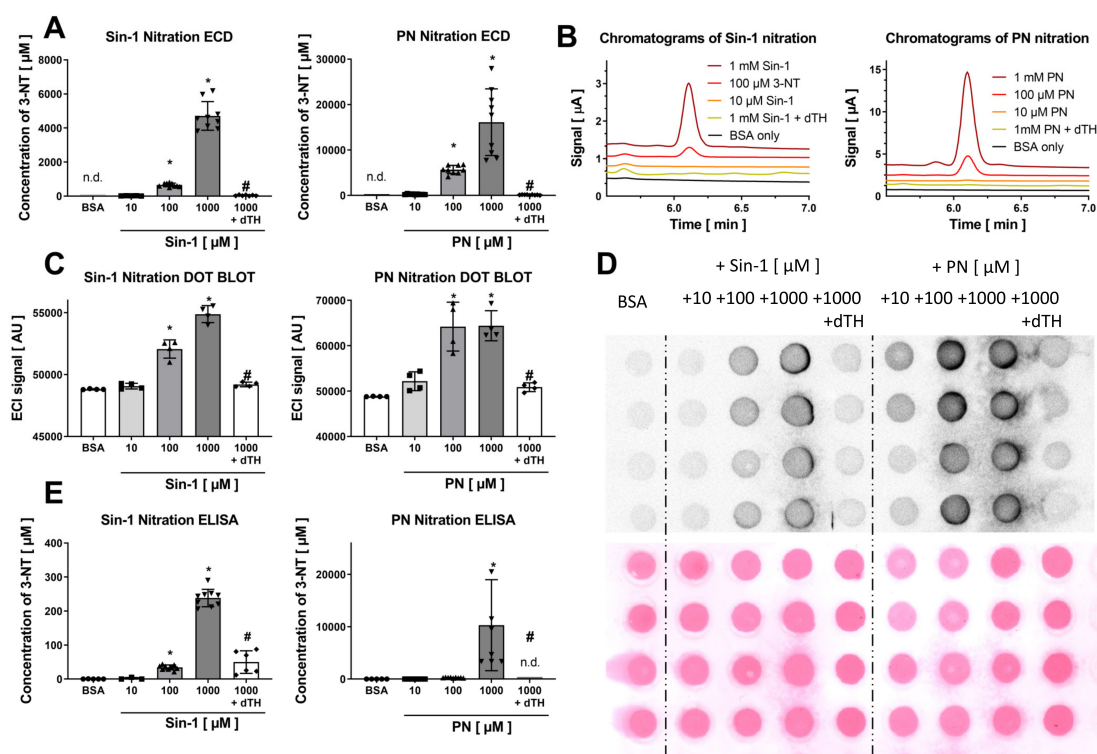 A
Sin-1 Nitration ECD
Concentration of 3-NT [ µM ]
8000
6000
4000
2000
0
n.d.
*
*
#
BSA
10
100
1000
1000
+ dTH
Sin-1 [ µM ]
PN Nitration ECD
Concentration of 3-NT [ µM ]
30000
20000
10000
0
n.d.
*
*
#
BSA
10
100
1000
1000
+ dTH
PN [ µM ]
B
Chromatograms of Sin-1 nitration
Signal [ µA ]
3
2
1
0
1 mM Sin-1
100 µM 3-NT
10 µM Sin-1
1 mM Sin-1 + dTH
BSA only
6.0
6.5
7.0
Time [ min ]
Chromatograms of PN nitration
Signal [ µA ]
15
10
5
0
1 mM PN
100 µM PN
10 µM PN
1mM PN + dTH
BSA only
6.0
6.5
7.0
Time [ min ]
C
Sin-1 Nitration DOT BLOT
ECl signal [ AU ]
55000
50000
45000
*
*
#
BSA
10
100
1000
1000
+ dTH
Sin-1 [ µM ]
PN Nitration DOT BLOT
ECl signal [ AU ]
70000
60000
50000
40000
*
*
#
BSA
10
100
1000
1000
+ dTH
PN [ µM ]
D
+ Sin-1 [ µM ]
+ PN [ µM ]
BSA
+10 +100 +1000 +1000
+dTH
+10 +100 +1000 +1000
+dTH
E
Sin-1 Nitration ELISA
Concentration of 3-NT [ µM ]
400
300
200
100
0
*
*
#
BSA
10
100
1000
1000
+ dTH
Sin-1 [ µM ]
PN Nitration ELISA
Concentration of 3-NT [ µM ]
20000
10000
0
*
#
n.d.
BSA
10
100
1000
1000
+ dTH
PN [ µM ]